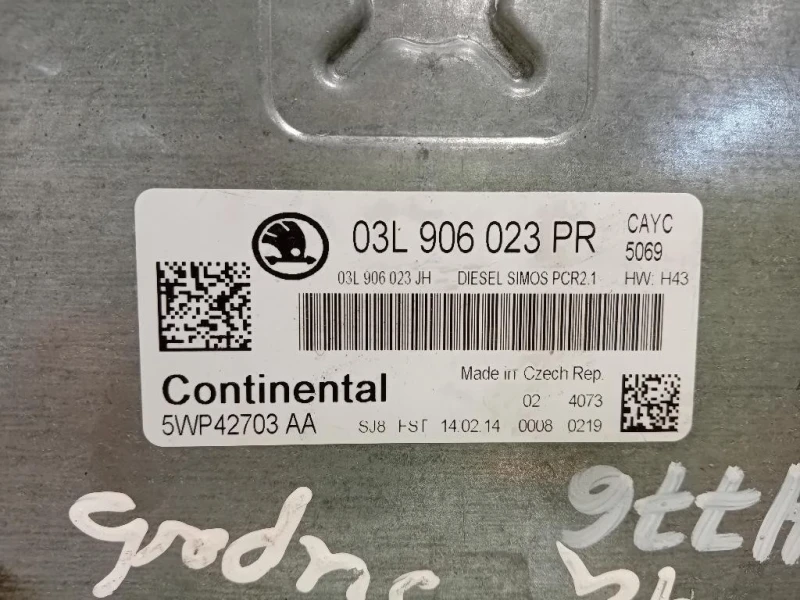 03L 906 023 PR
CAYC
5069
03L 906 023 JH DIESEL SIMOS PCR2.1 HW: H43
Made in Czech Rep.
Continental
02 4073
5WP42703 AA SJ8 FST 14.02.14 0008 0219